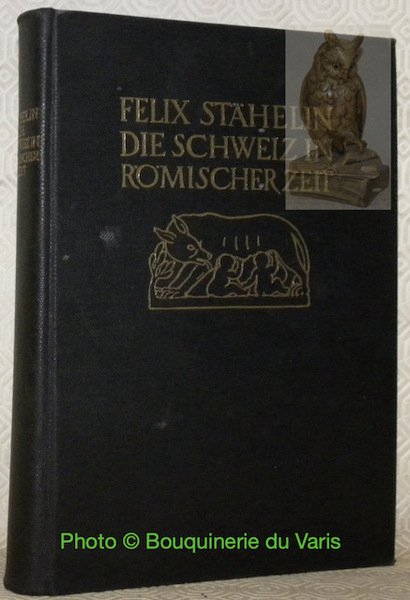 FELIX STÄHELIN
DIE SCHWEIZ IN
RÖMISCHER ZEIT
Photo © Bouquinerie du Varis